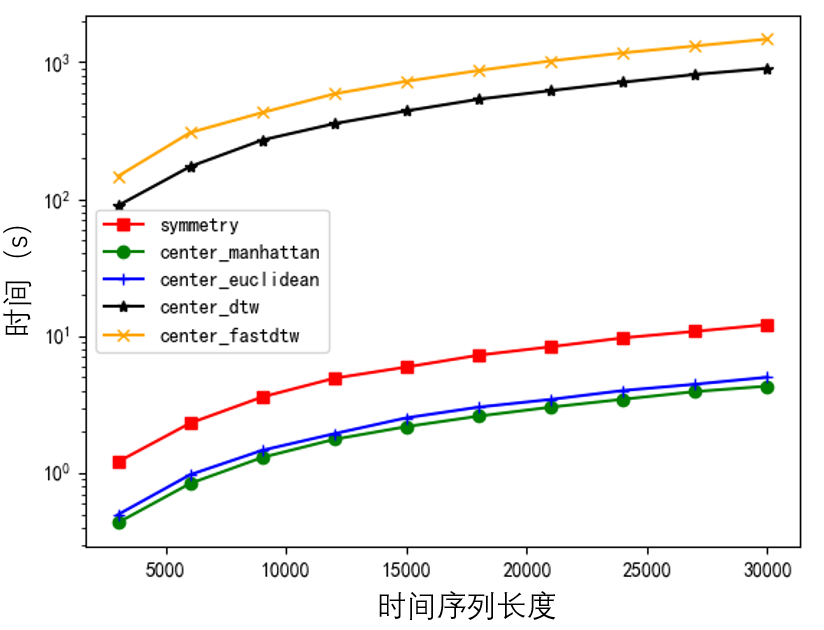 10³
10²
10¹
10⁰
时间 (s)
symmetry
center_manhattan
center_euclidean
center_dtw
center_fastdtw
5000 10000 15000 20000 25000 30000
时间序列长度